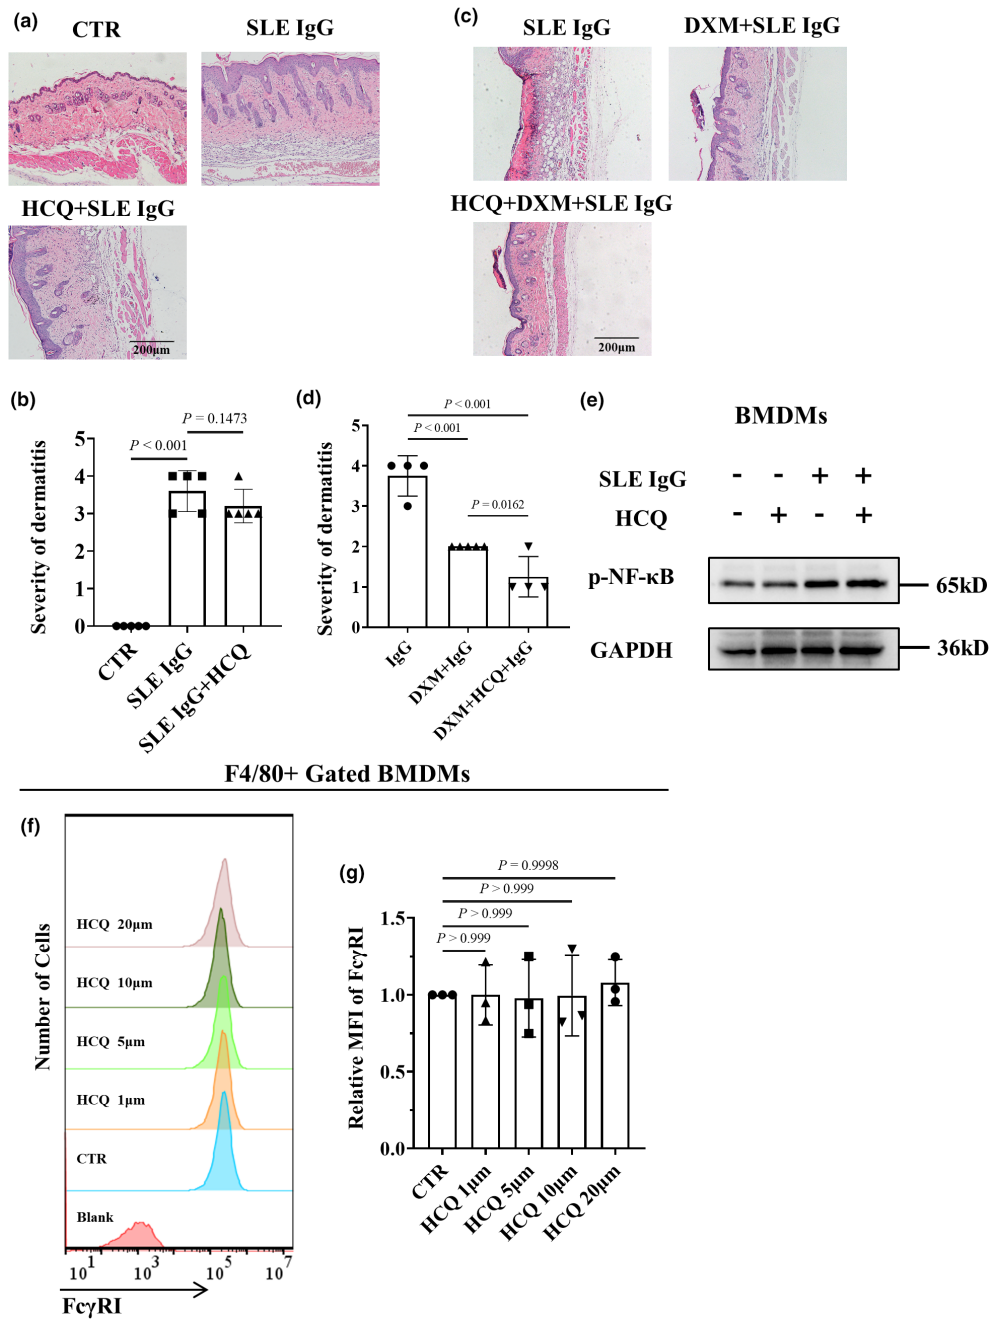 (a)
CTR
SLE IgG
HCQ+SLE IgG
200μm
(c)
SLE IgG
DXM+SLE IgG
HCQ+DXM+SLE IgG
200μm
(b)
Severity of dermatitis
5
4
3
2
1
0
P < 0.001
P = 0.1473
CTR
SLE IgG
SLE IgG+HCQ
(d)
Severity of dermatitis
5
4
3
2
1
0
P < 0.001
P < 0.001
P = 0.0162
IgG
DXM+IgG
DXM+HCQ+IgG
(e)
BMDMs
SLE IgG - - + +
HCQ - + - +
p-NF-κB
65kD
GAPDH
36kD
F4/80+ Gated BMDMs
(f)
Number of Cells
HCQ 20μm
HCQ 10μm
HCQ 5μm
HCQ 1μm
CTR
Blank
10^1 10^3 10^5 10^7
FcγRI
(g)
Relative MFI of FcγRI
1.5
1.0
0.5
0.0
P = 0.9998
P > 0.999
P > 0.999
P > 0.999
CTR
HCQ 1μm
HCQ 5μm
HCQ 10μm
HCQ 20μm